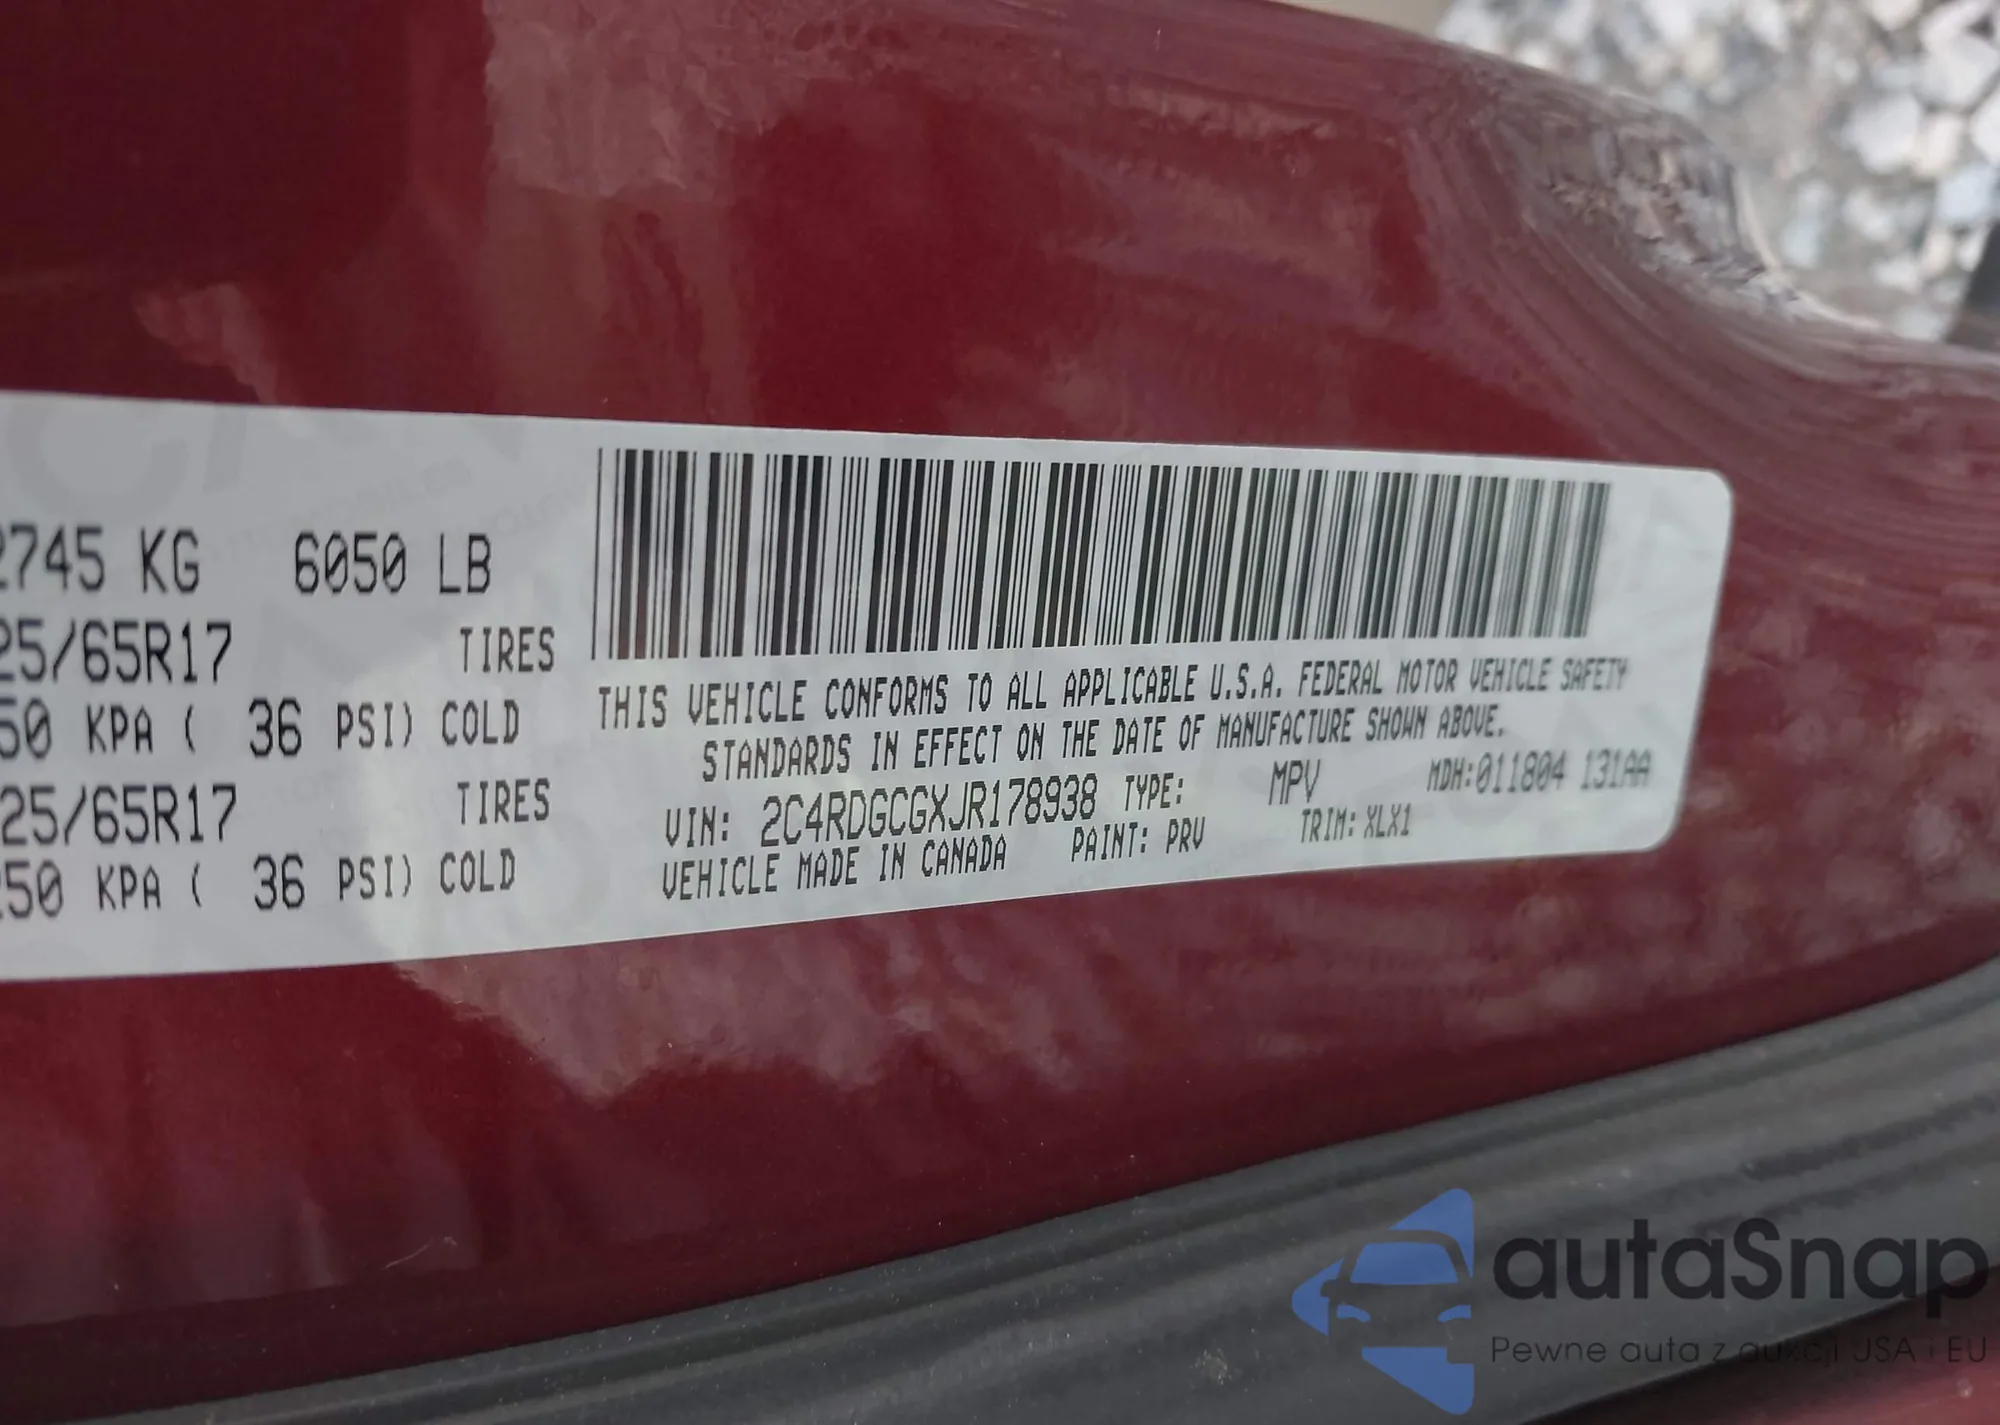 2745 KG 6050 LB
25/65R17 TIRES
50 KPA ( 36 PSI) COLD
25/65R17 TIRES
250 KPA ( 36 PSI) COLD
THIS VEHICLE CONFORMS TO ALL APPLICABLE U.S.A. FEDERAL MOTOR VEHICLE SAFETY
STANDARDS IN EFFECT ON THE DATE OF MANUFACTURE SHOWN ABOVE.
VIN: 2C4RDGCGXJR178938 TYPE: MPV MDH:011804 131AA
VEHICLE MADE IN CANADA PAINT: PRV TRIM: XLX1
autaSnap
Pewne auta z aukcji USA i EU